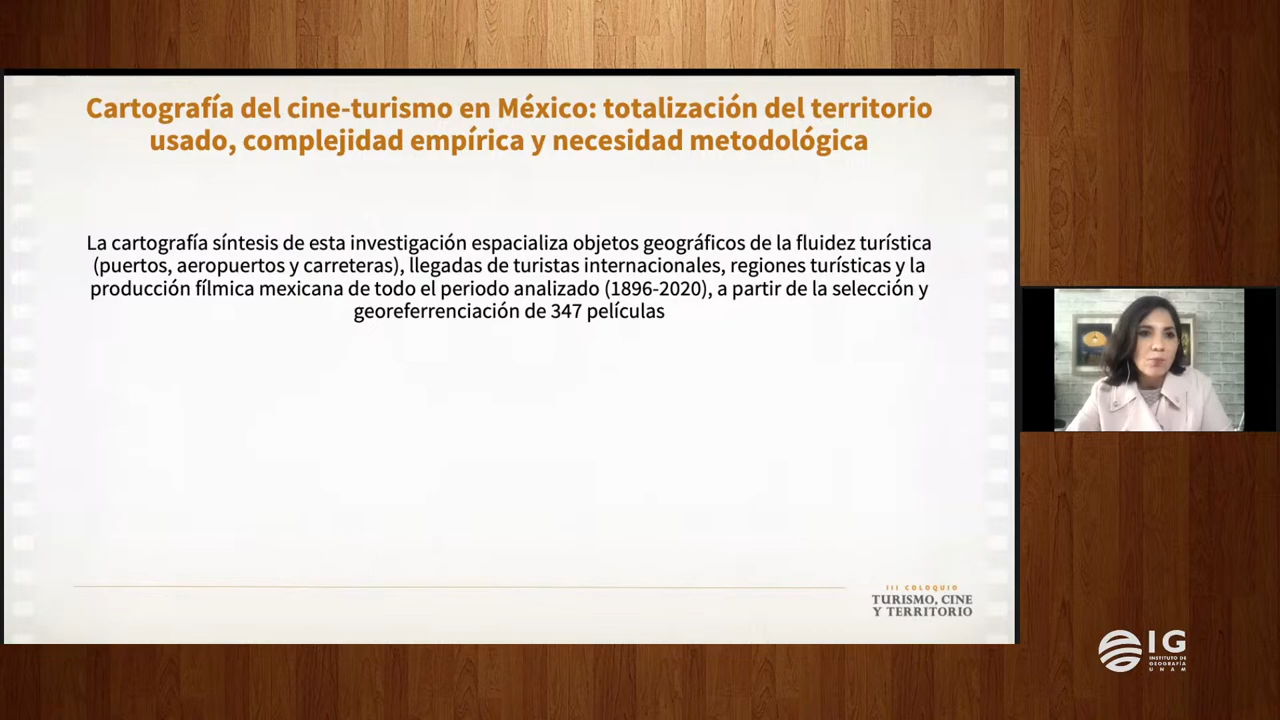 Cartografía del cine-turismo en México: totalización del territorio
usado, complejidad empírica y necesidad metodológica
La cartografía síntesis de esta investigación espacializa objetos geográficos de la fluidez turística
(puertos, aeropuertos y carreteras), llegadas de turistas internacionales, regiones turísticas y la
producción fílmica mexicana de todo el periodo analizado (1896-2020), a partir de la selección y
georeferrenciación de 347 películas
III COLOQUIO
TURISMO, CINE
Y TERRITORIO
IG
INSTITUTO DE
GEOGRAFÍA
UNAM